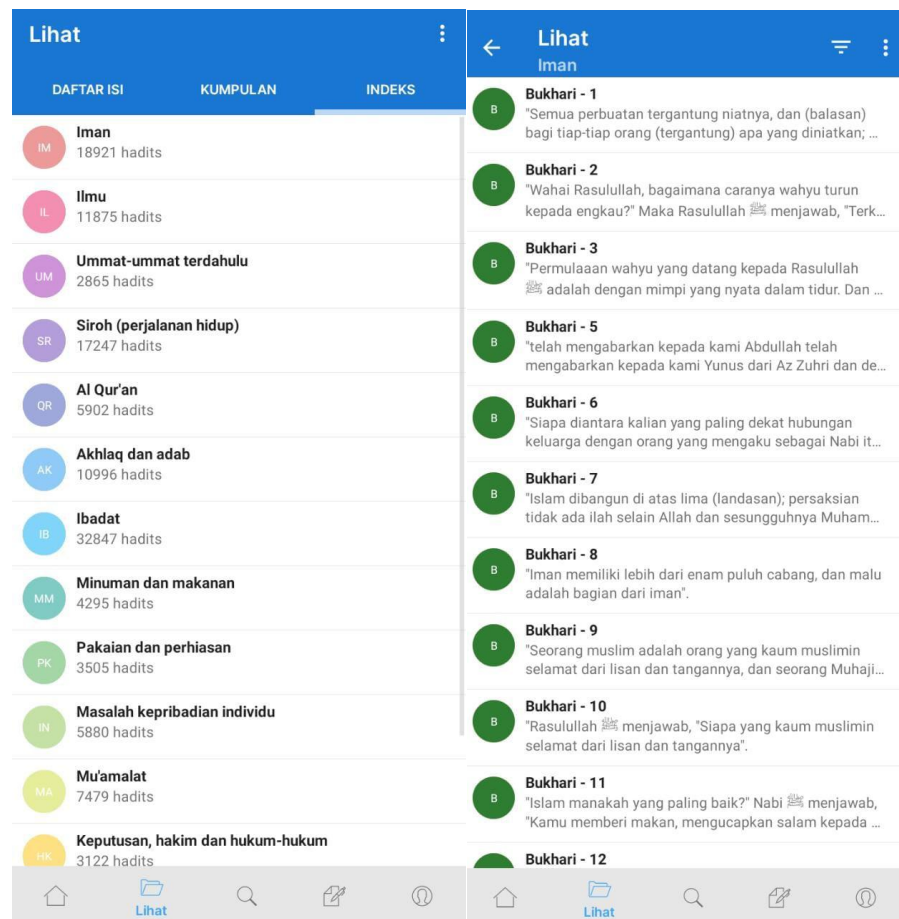 Lihat
DAFTAR ISI
KUMPULAN
INDEKS
IM
Iman
18921 hadits
IL
Ilmu
11875 hadits
UM
Ummat-ummat terdahulu
2865 hadits
SR
Siroh (perjalanan hidup)
17247 hadits
QR
Al Qur'an
5902 hadits
AK
Akhlaq dan adab
10996 hadits
IB
Ibadat
32847 hadits
MM
Minuman dan makanan
4295 hadits
PK
Pakaian dan perhiasan
3505 hadits
IN
Masalah kepribadian individu
5880 hadits
MA
Mu'amalat
7479 hadits
HK
Keputusan, hakim dan hukum-hukum
3122 hadits
Lihat
Lihat
Iman
B
Bukhari - 1
"Semua perbuatan tergantung niatnya, dan (balasan)
bagi tiap-tiap orang (tergantung) apa yang diniatkan; ...
B
Bukhari - 2
"Wahai Rasulullah, bagaimana caranya wahyu turun
kepada engkau?" Maka Rasulullah ﷺ menjawab, "Terk...
B
Bukhari - 3
"Permulaaan wahyu yang datang kepada Rasulullah
ﷺ adalah dengan mimpi yang nyata dalam tidur. Dan ...
B
Bukhari - 5
"telah mengabarkan kepada kami Abdullah telah
mengabarkan kepada kami Yunus dari Az Zuhri dan de...
B
Bukhari - 6
"Siapa diantara kalian yang paling dekat hubungan
keluarga dengan orang yang mengaku sebagai Nabi it...
B
Bukhari - 7
"Islam dibangun di atas lima (landasan); persaksian
tidak ada ilah selain Allah dan sesungguhnya Muham...
B
Bukhari - 8
"Iman memiliki lebih dari enam puluh cabang, dan malu
adalah bagian dari iman".
B
Bukhari - 9
"Seorang muslim adalah orang yang kaum muslimin
selamat dari lisan dan tangannya, dan seorang Muhaji...
B
Bukhari - 10
"Rasulullah ﷺ menjawab, "Siapa yang kaum muslimin
selamat dari lisan dan tangannya".
B
Bukhari - 11
"Islam manakah yang paling baik?" Nabi ﷺ menjawab,
"Kamu memberi makan, mengucapkan salam kepada ...
Bukhari - 12
Lihat